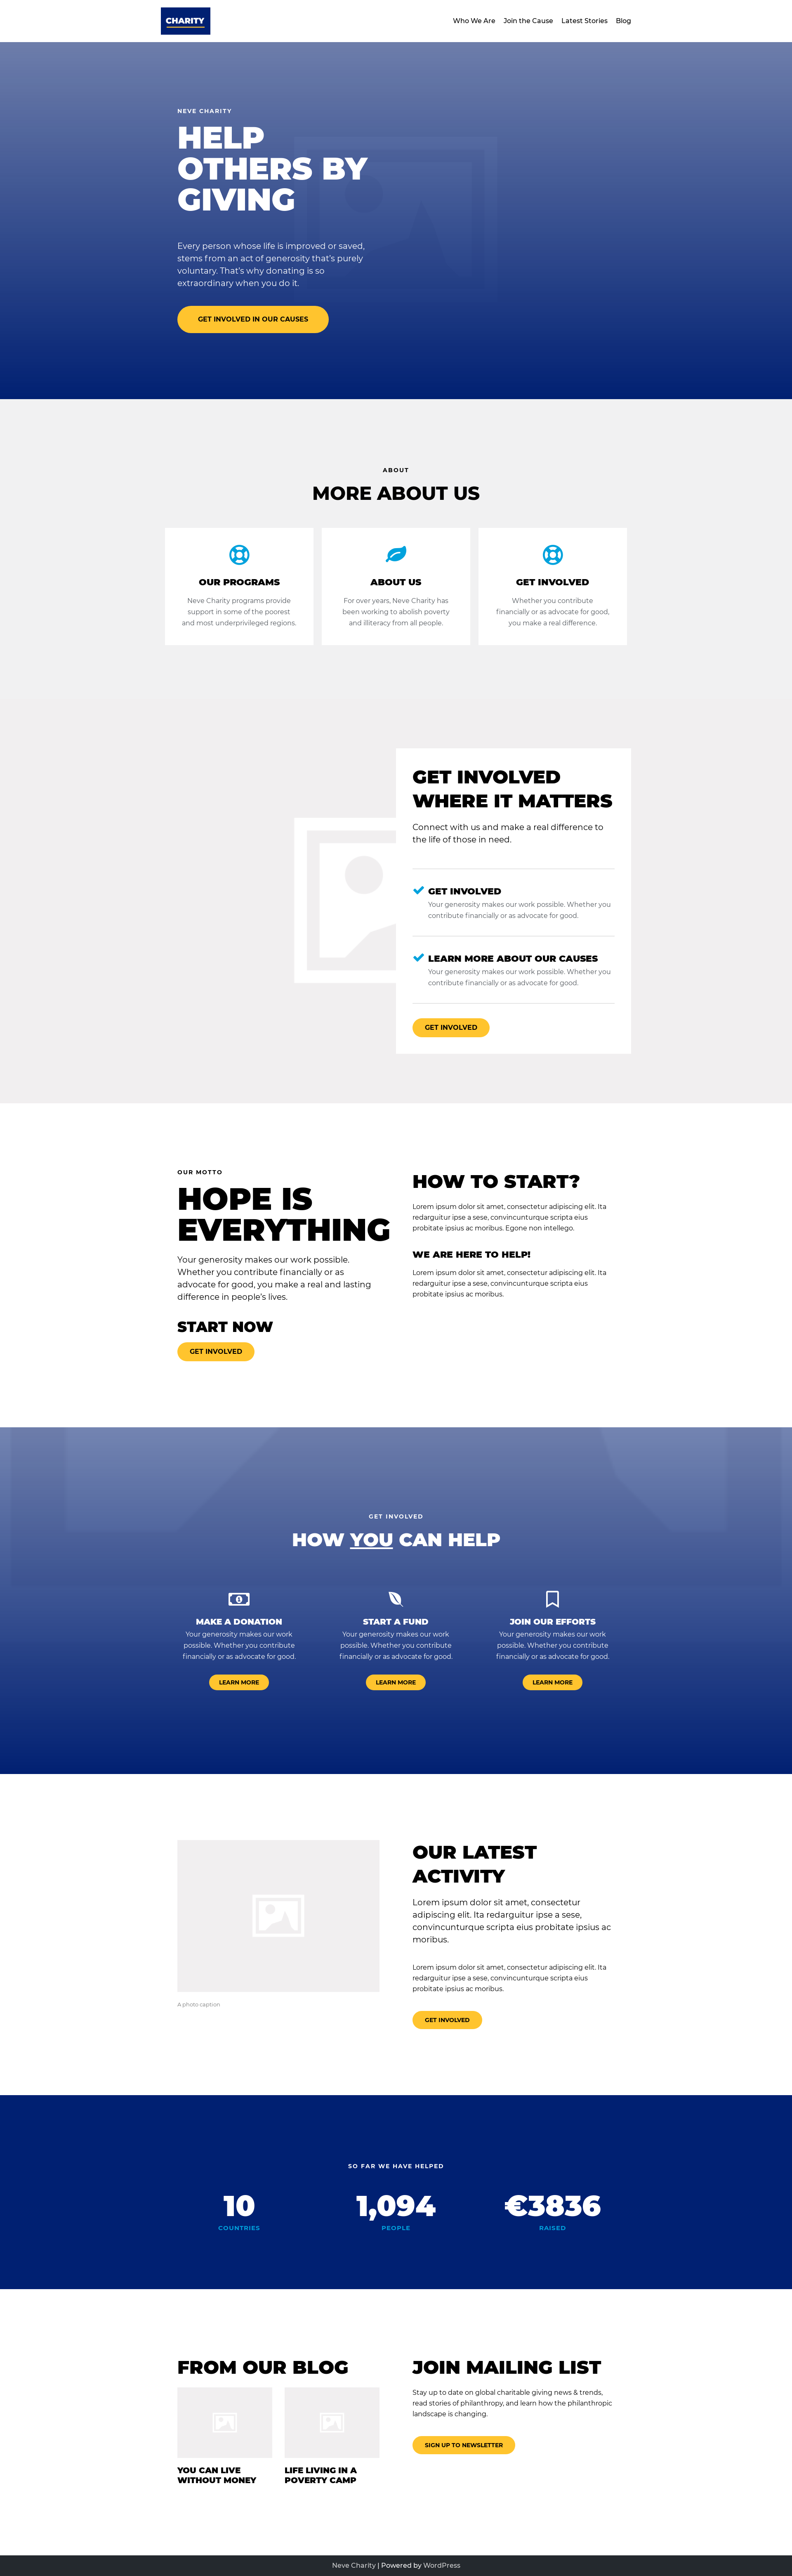 CHARITY
Who We Are Join the Cause Latest Stories Blog
NEVE CHARITY
HELP
OTHERS BY
GIVING
Every person whose life is improved or saved,
stems from an act of generosity that's purely
voluntary. That's why donating is so
extraordinary when you do it.
GET INVOLVED IN OUR CAUSES
ABOUT
MORE ABOUT US
OUR PROGRAMS
Neve Charity programs provide
support in some of the poorest
and most underprivileged regions.
ABOUT US
For over years, Neve Charity has
been working to abolish poverty
and illiteracy from all people.
GET INVOLVED
Whether you contribute
financially or as advocate for good,
you make a real difference.
GET INVOLVED
WHERE IT MATTERS
Connect with us and make a real difference to
the life of those in need.
GET INVOLVED
Your generosity makes our work possible. Whether you
contribute financially or as advocate for good.
LEARN MORE ABOUT OUR CAUSES
Your generosity makes our work possible. Whether you
contribute financially or as advocate for good.
GET INVOLVED
OUR MOTTO
HOPE IS
EVERYTHING
Your generosity makes our work possible.
Whether you contribute financially or as
advocate for good, you make a real and lasting
difference in people's lives.
START NOW
GET INVOLVED
HOW TO START?
Lorem ipsum dolor sit amet, consectetur adipiscing elit. Ita
redarguitur ipse a sese, convincunturque scripta eius
probitate ipsius ac moribus. Egone non intellego.
WE ARE HERE TO HELP!
Lorem ipsum dolor sit amet, consectetur adipiscing elit. Ita
redarguitur ipse a sese, convincunturque scripta eius
probitate ipsius ac moribus.
GET INVOLVED
HOW YOU CAN HELP
MAKE A DONATION
Your generosity makes our work
possible. Whether you contribute
financially or as advocate for good.
LEARN MORE
START A FUND
Your generosity makes our work
possible. Whether you contribute
financially or as advocate for good.
LEARN MORE
JOIN OUR EFFORTS
Your generosity makes our work
possible. Whether you contribute
financially or as advocate for good.
LEARN MORE
A photo caption
OUR LATEST
ACTIVITY
Lorem ipsum dolor sit amet, consectetur
adipiscing elit. Ita redarguitur ipse a sese,
convincunturque scripta eius probitate ipsius ac
moribus.
Lorem ipsum dolor sit amet, consectetur adipiscing elit. Ita
redarguitur ipse a sese, convincunturque scripta eius
probitate ipsius ac moribus.
GET INVOLVED
SO FAR WE HAVE HELPED
10
COUNTRIES
1,094
PEOPLE
€3836
RAISED
FROM OUR BLOG
YOU CAN LIVE
WITHOUT MONEY
LIFE LIVING IN A
POVERTY CAMP
JOIN MAILING LIST
Stay up to date on global charitable giving news & trends,
read stories of philanthropy, and learn how the philanthropic
landscape is changing.
SIGN UP TO NEWSLETTER
Neve Charity | Powered by WordPress